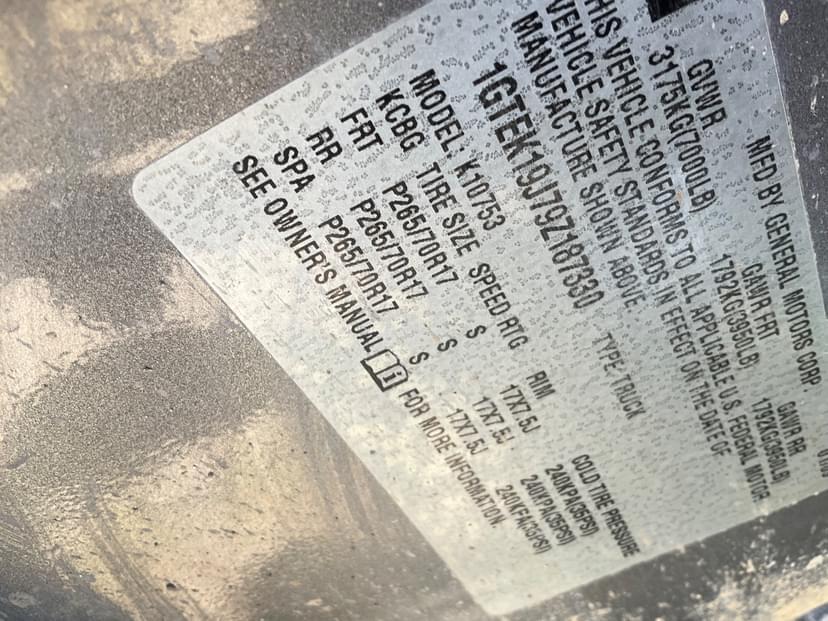 MFD BY GENERAL MOTORS CORP.
GVWR GAWR FRT GAWR RR
3175KG(7000LB) 1792KG(3950LB) 1792KG(3950LB)
THIS VEHICLE CONFORMS TO ALL APPLICABLE U.S. FEDERAL MOTOR
VEHICLE SAFETY STANDARDS IN EFFECT ON THE DATE OF
MANUFACTURE SHOWN ABOVE.
1GTEK19J79Z187330 TYPE: TRUCK
MODEL: K10753
KCBG TIRE SIZE SPEED RTG RIM COLD TIRE PRESSURE
FRT P265/70R17 S 17X7.5J 240KPA(35PSI)
RR P265/70R17 S 17X7.5J 240KPA(35PSI)
SPA P265/70R17 S 17X7.5J 240KPA(35PSI)
SEE OWNER'S MANUAL FOR MORE INFORMATION.